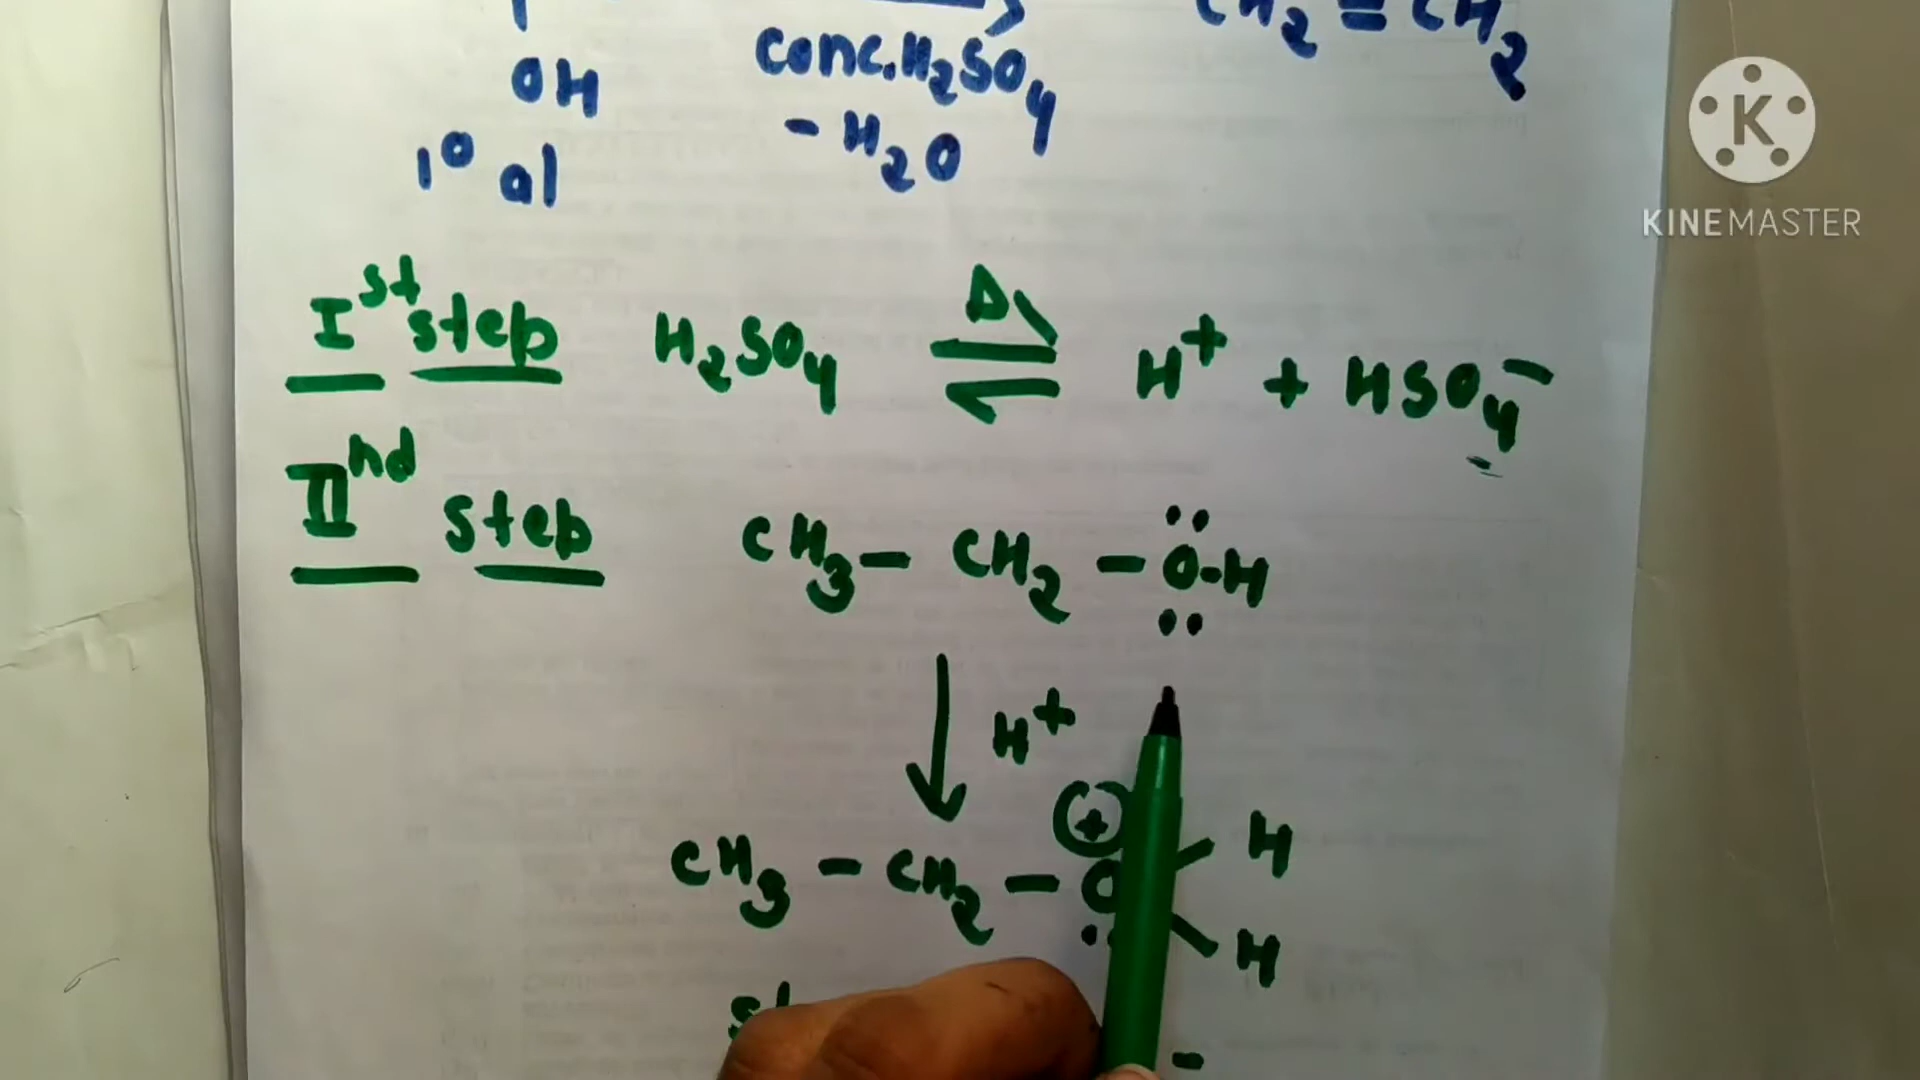 CH2=CH2
OH
conc.H2SO4
1° al
-H2O
KINEMASTER
Ist step H2SO4 Δ ⇌ H+ + HSO4-
IInd step CH3-CH2-O-H
↓ H+
CH3-CH2-O H
H